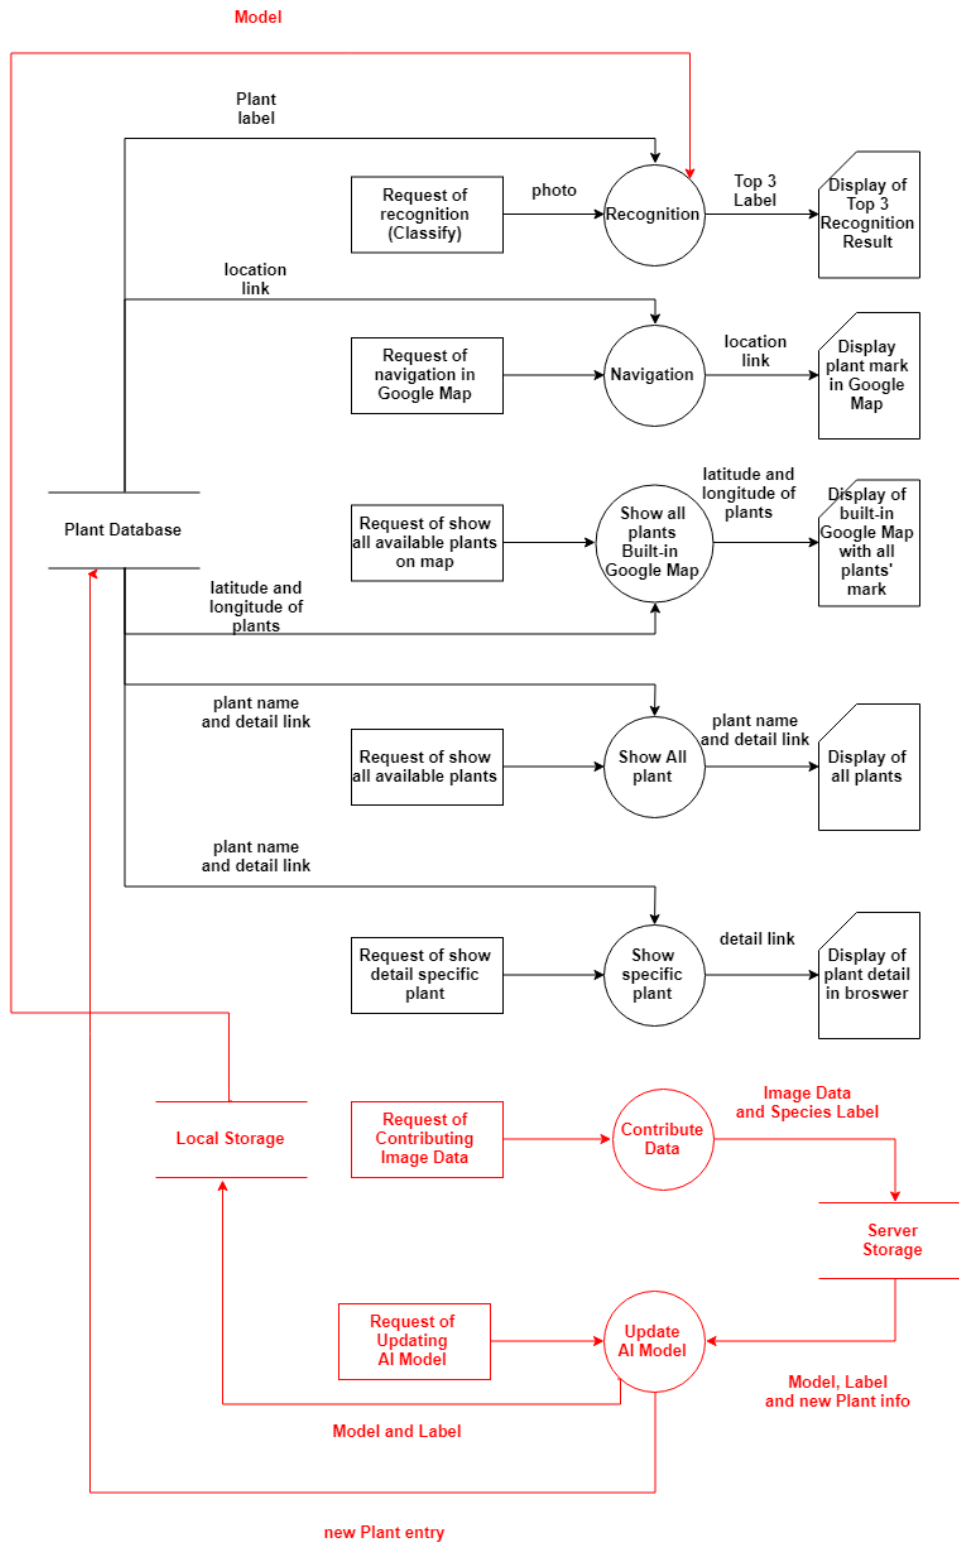 Model
Plant
label
Request of
recognition
(Classify)
photo
Recognition
Top 3
Label
Display of
Top 3
Recognition
Result
location
link
Request of
navigation in
Google Map
Navigation
location
link
Display
plant mark
in Google
Map
Plant Database
Request of show
all available plants
on map
Show all
plants
Built-in
Google Map
latitude and
longitude of
plants
Display of
built-in
Google Map
with all
plants'
mark
latitude and
longitude of
plants
plant name
and detail link
Request of show
all available plants
Show All
plant
plant name
and detail link
Display of
all plants
plant name
and detail link
Request of show
detail specific
plant
Show
specific
plant
detail link
Display of
plant detail
in broswer
Local Storage
Request of
Contributing
Image Data
Contribute
Data
Image Data
and Species Label
Server
Storage
Request of
Updating
AI Model
Update
AI Model
Model, Label
and new Plant info
Model and Label
new Plant entry